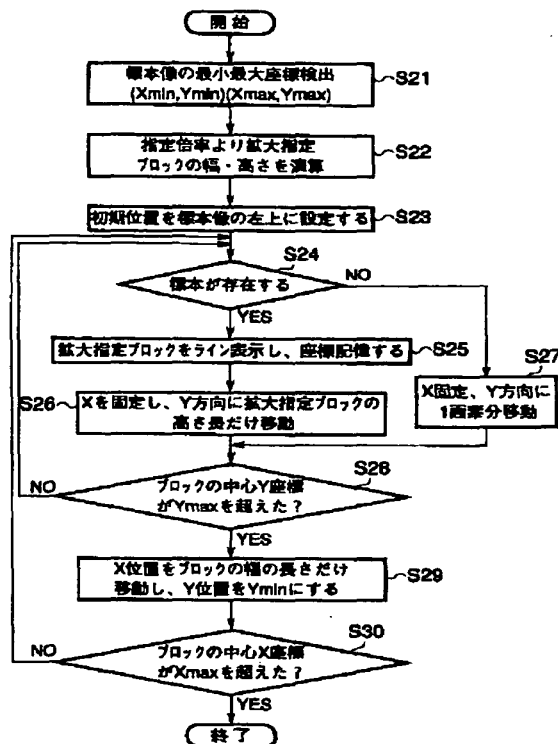 開始
標本像の最小最大座標検出
(Xmin,Ymin)(Xmax,Ymax)
S21
指定倍率より拡大指定
ブロックの幅・高さを演算
S22
初期位置を標本像の左上に設定する
S23
S24
標本が存在する
NO
YES
拡大指定ブロックをライン表示し、座標記憶する
S25
S27
X固定、Y方向に
1画素分移動
S26
Xを固定し、Y方向に拡大指定ブロックの
高さ長だけ移動
S28
NO
ブロックの中心Y座標
がYmaxを超えた?
YES
X位置をブロックの幅の長さだけ
移動し、Y位置をYminにする
S29
S30
NO
ブロックの中心X座標
がXmaxを超えた?
YES
終了